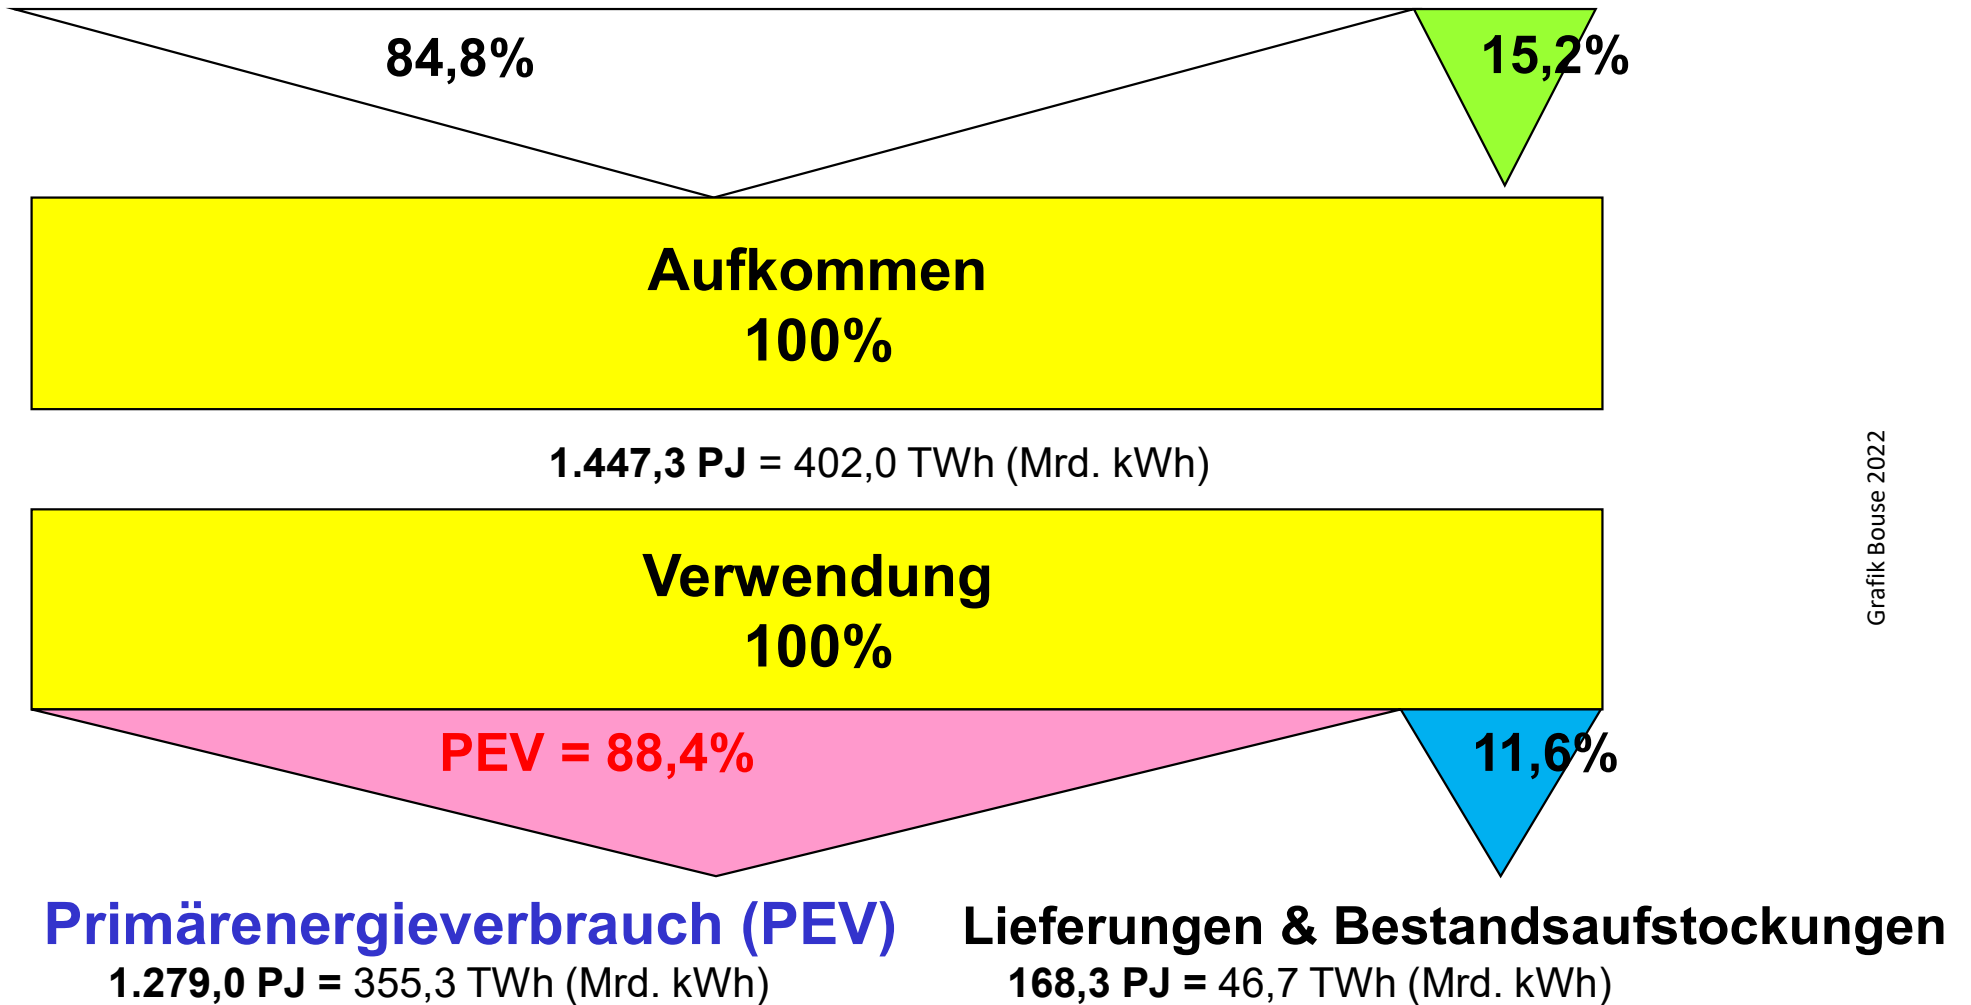 84,8%
15,2%
Aufkommen
100%
1.447,3 PJ = 402,0 TWh (Mrd. kWh)
Grafik Bouse 2022
Verwendung
100%
PEV = 88,4%
11,6%
Primärenergieverbrauch (PEV)
1.279,0 PJ = 355,3 TWh (Mrd. kWh)
Lieferungen & Bestandsaufstockungen
168,3 PJ = 46,7 TWh (Mrd. kWh)